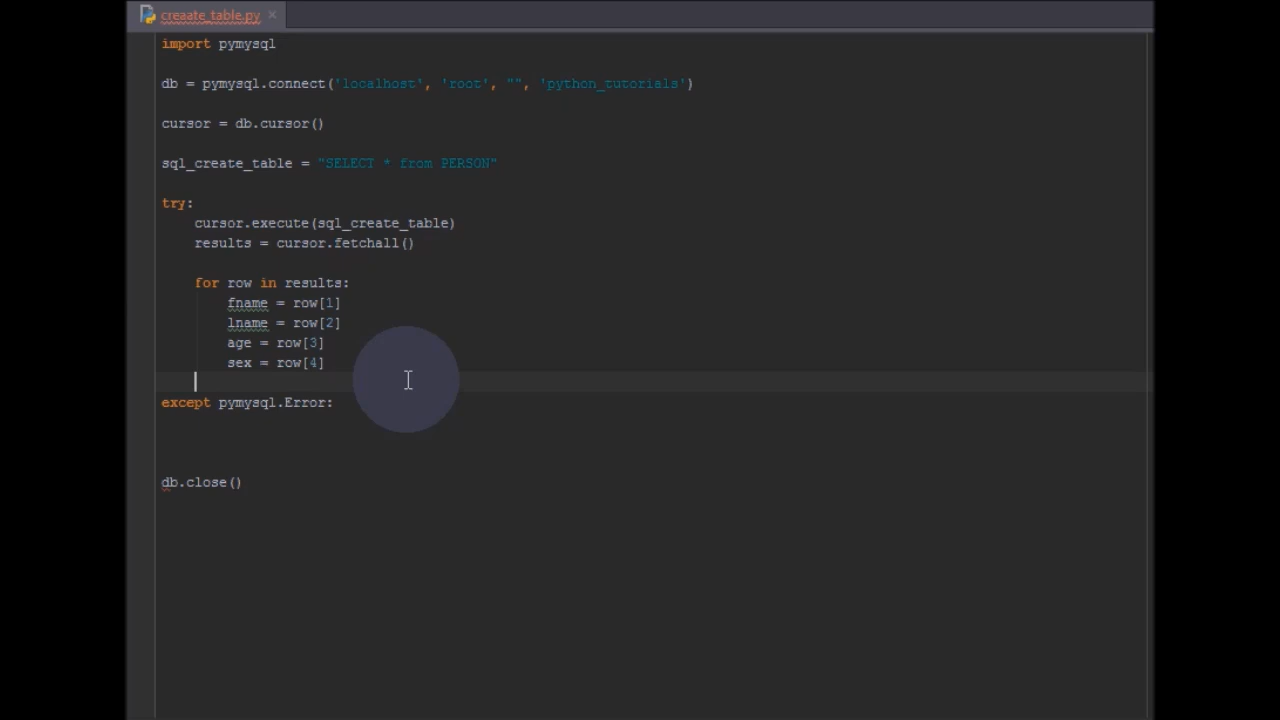 creaate_table.py
import pymysql
db = pymysql.connect('localhost', 'root', "", 'python_tutorials')
cursor = db.cursor()
sql_create_table = "SELECT * from PERSON"
try:
    cursor.execute(sql_create_table)
    results = cursor.fetchall()
    for row in results:
        fname = row[1]
        lname = row[2]
        age = row[3]
        sex = row[4]
except pymysql.Error:
db.close()